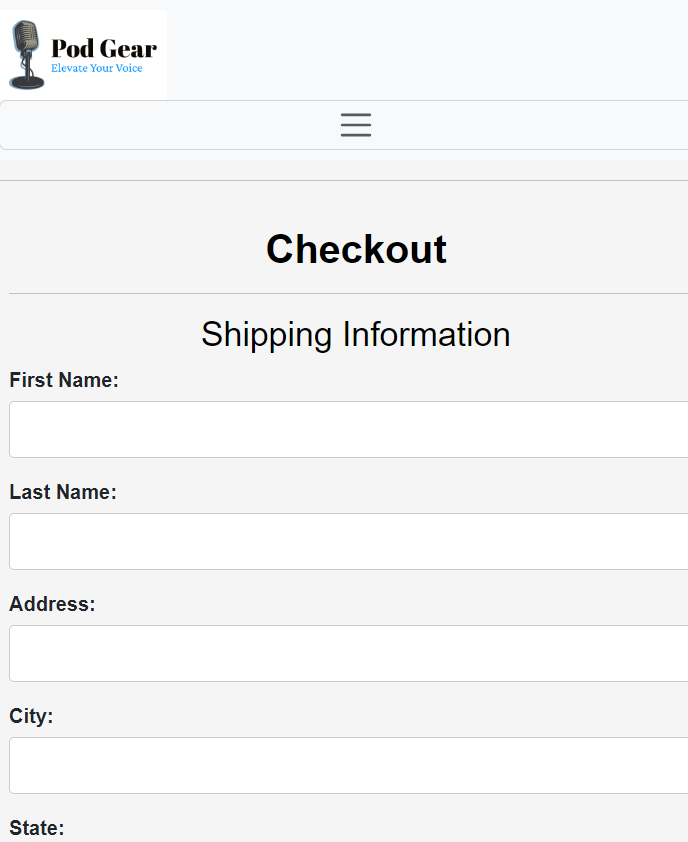 Pod Gear
Elevate Your Voice
Checkout
Shipping Information
First Name:
Last Name:
Address:
City:
State: